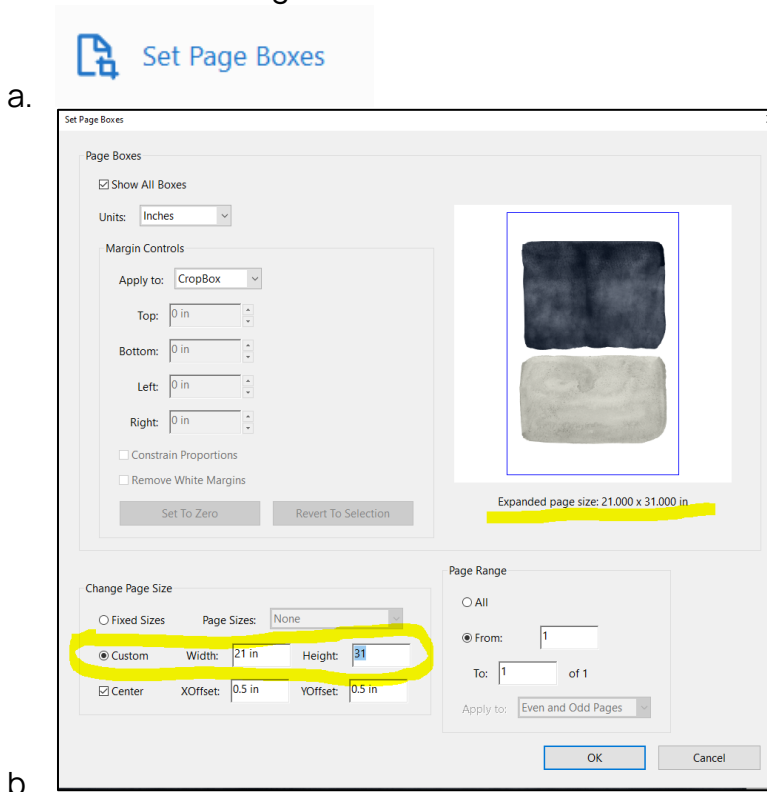 Set Page Boxes
a.
Set Page Boxes
Page Boxes
Show All Boxes
Units: Inches
Margin Controls
Apply to: CropBox
Top: 0 in
Bottom: 0 in
Left: 0 in
Right: 0 in
Constrain Proportions
Remove White Margins
Set To Zero Revert To Selection
Expanded page size: 21.000 x 31.000 in
Change Page Size
Fixed Sizes Page Sizes: None
Custom Width: 21 in Height: 31
Center XOffset: 0.5 in YOffset: 0.5 in
Page Range
All
From: 1
To: 1 of 1
Apply to: Even and Odd Pages
OK Cancel
b